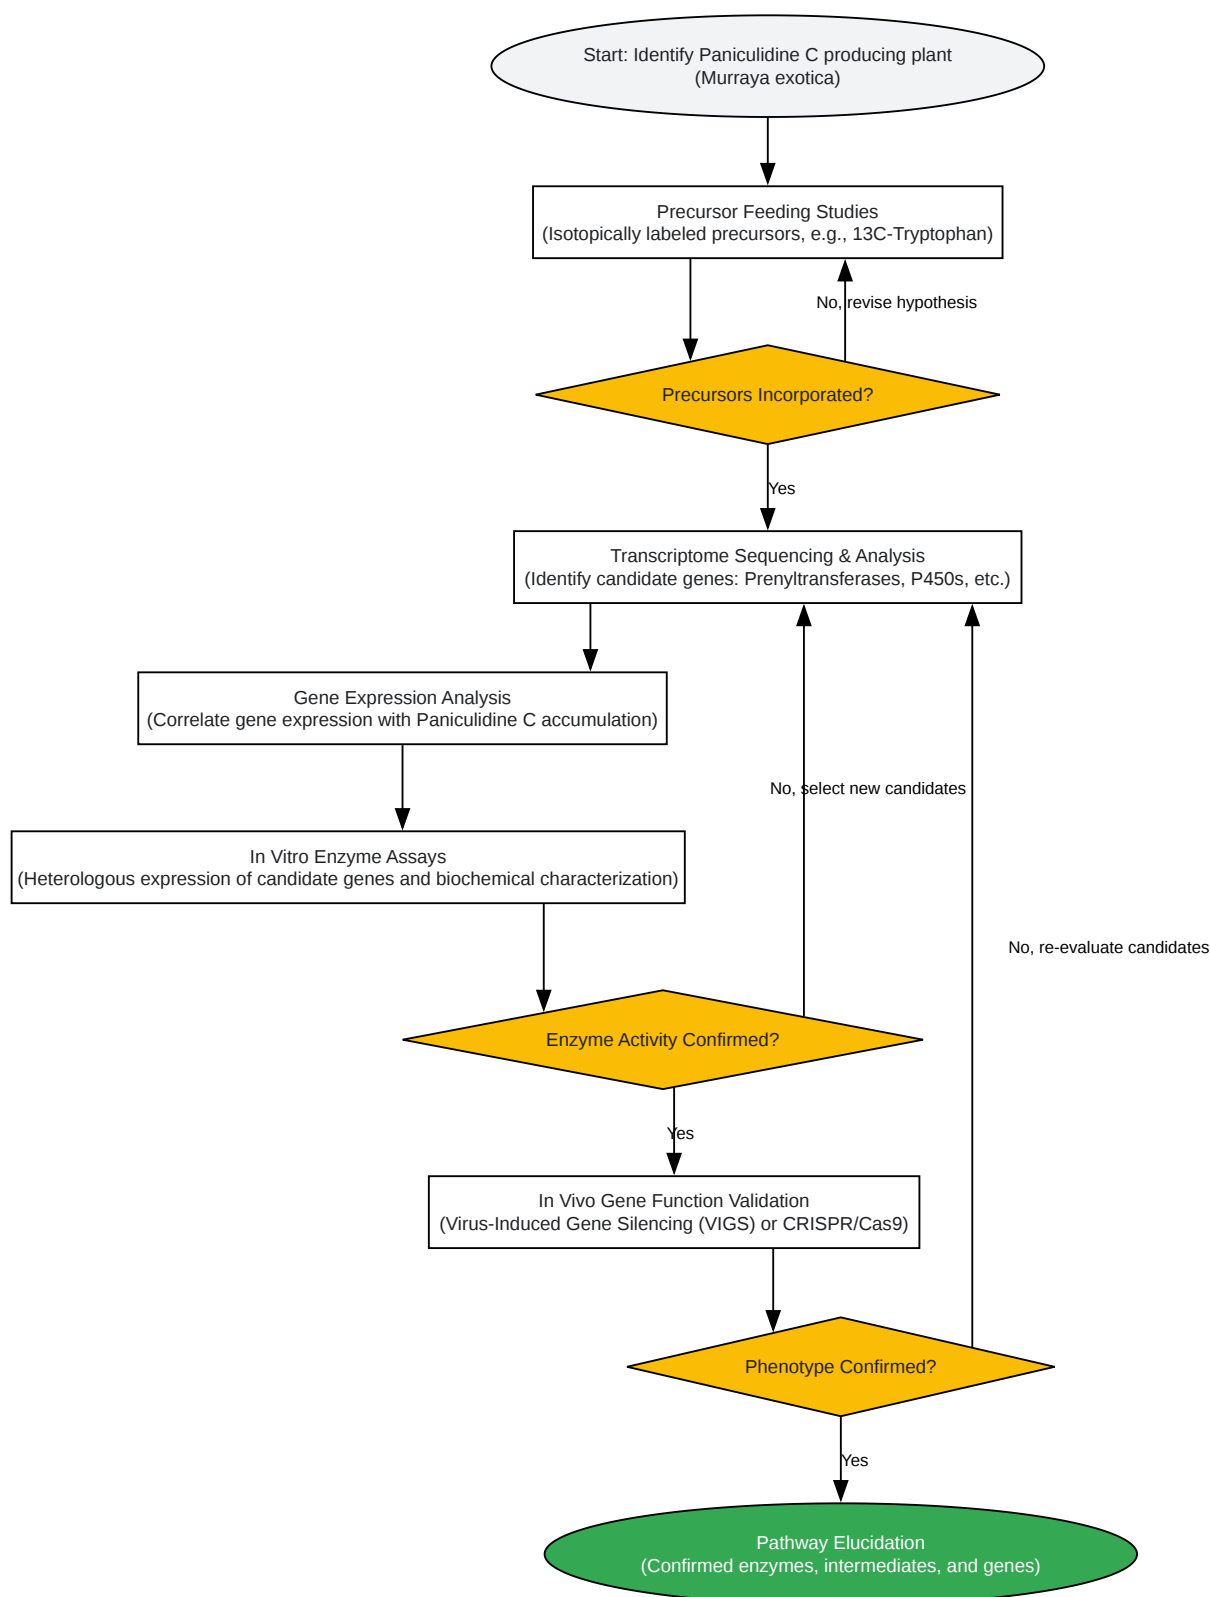 Start: Identify Paniculidine C producing plant
(Murraya exotica)
Precursor Feeding Studies
(Isotopically labeled precursors, e.g., 13C-Tryptophan)
No, revise hypothesis
Precursors Incorporated?
Yes
Transcriptome Sequencing & Analysis
(Identify candidate genes: Prenyltransferases, P450s, etc.)
Gene Expression Analysis
(Correlate gene expression with Paniculidine C accumulation)
No, select new candidates
In Vitro Enzyme Assays
(Heterologous expression of candidate genes and biochemical characterization)
No, re-evaluate candidates
Enzyme Activity Confirmed?
Yes
In Vivo Gene Function Validation
(Virus-Induced Gene Silencing (VIGS) or CRISPR/Cas9)
Phenotype Confirmed?
Yes
Pathway Elucidation
(Confirmed enzymes, intermediates, and genes)